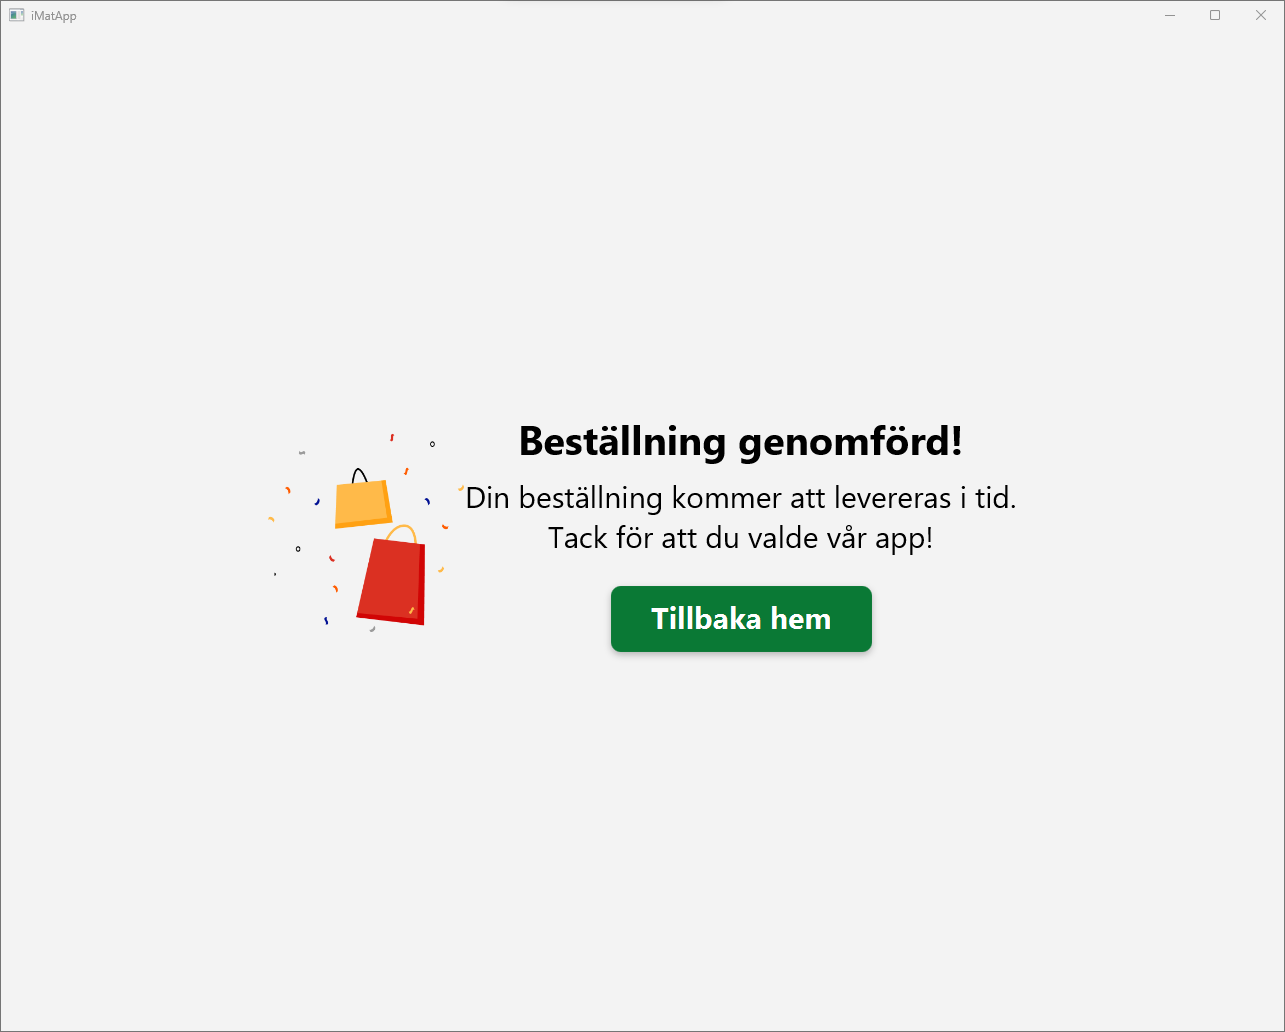 iMatApp
Beställning genomförd!
Din beställning kommer att levereras i tid.
Tack för att du valde vår app!
Tillbaka hem